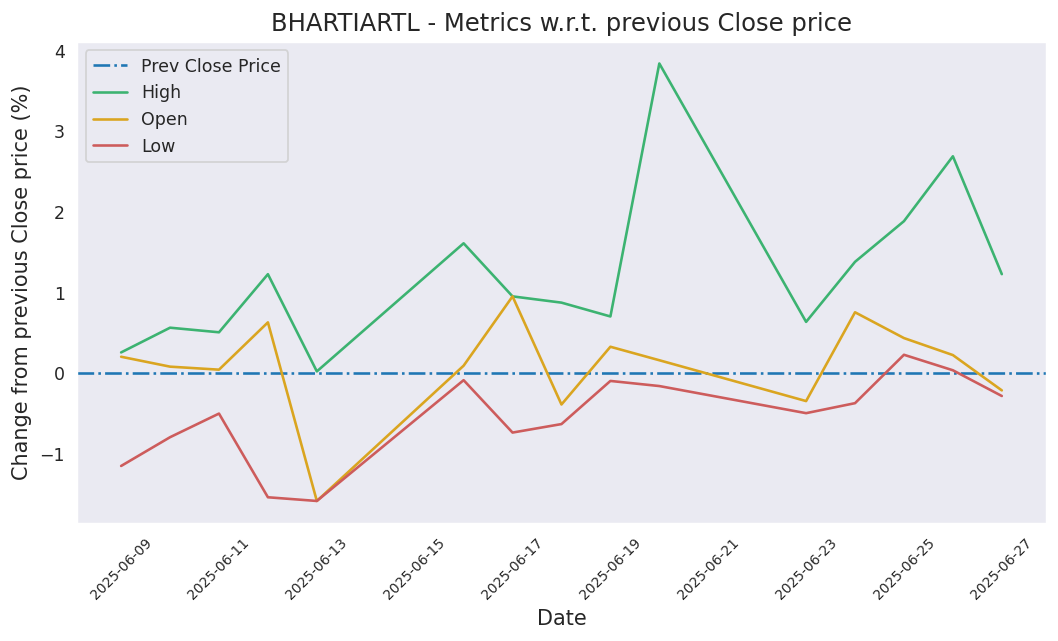 BHARTIARTL - Metrics w.r.t. previous Close price
Change from previous Close price (%)
4
3
2
1
0
−1
Prev Close Price
High
Open
Low
2025-06-09
2025-06-11
2025-06-13
2025-06-15
2025-06-17
2025-06-19
2025-06-21
2025-06-23
2025-06-25
2025-06-27
Date